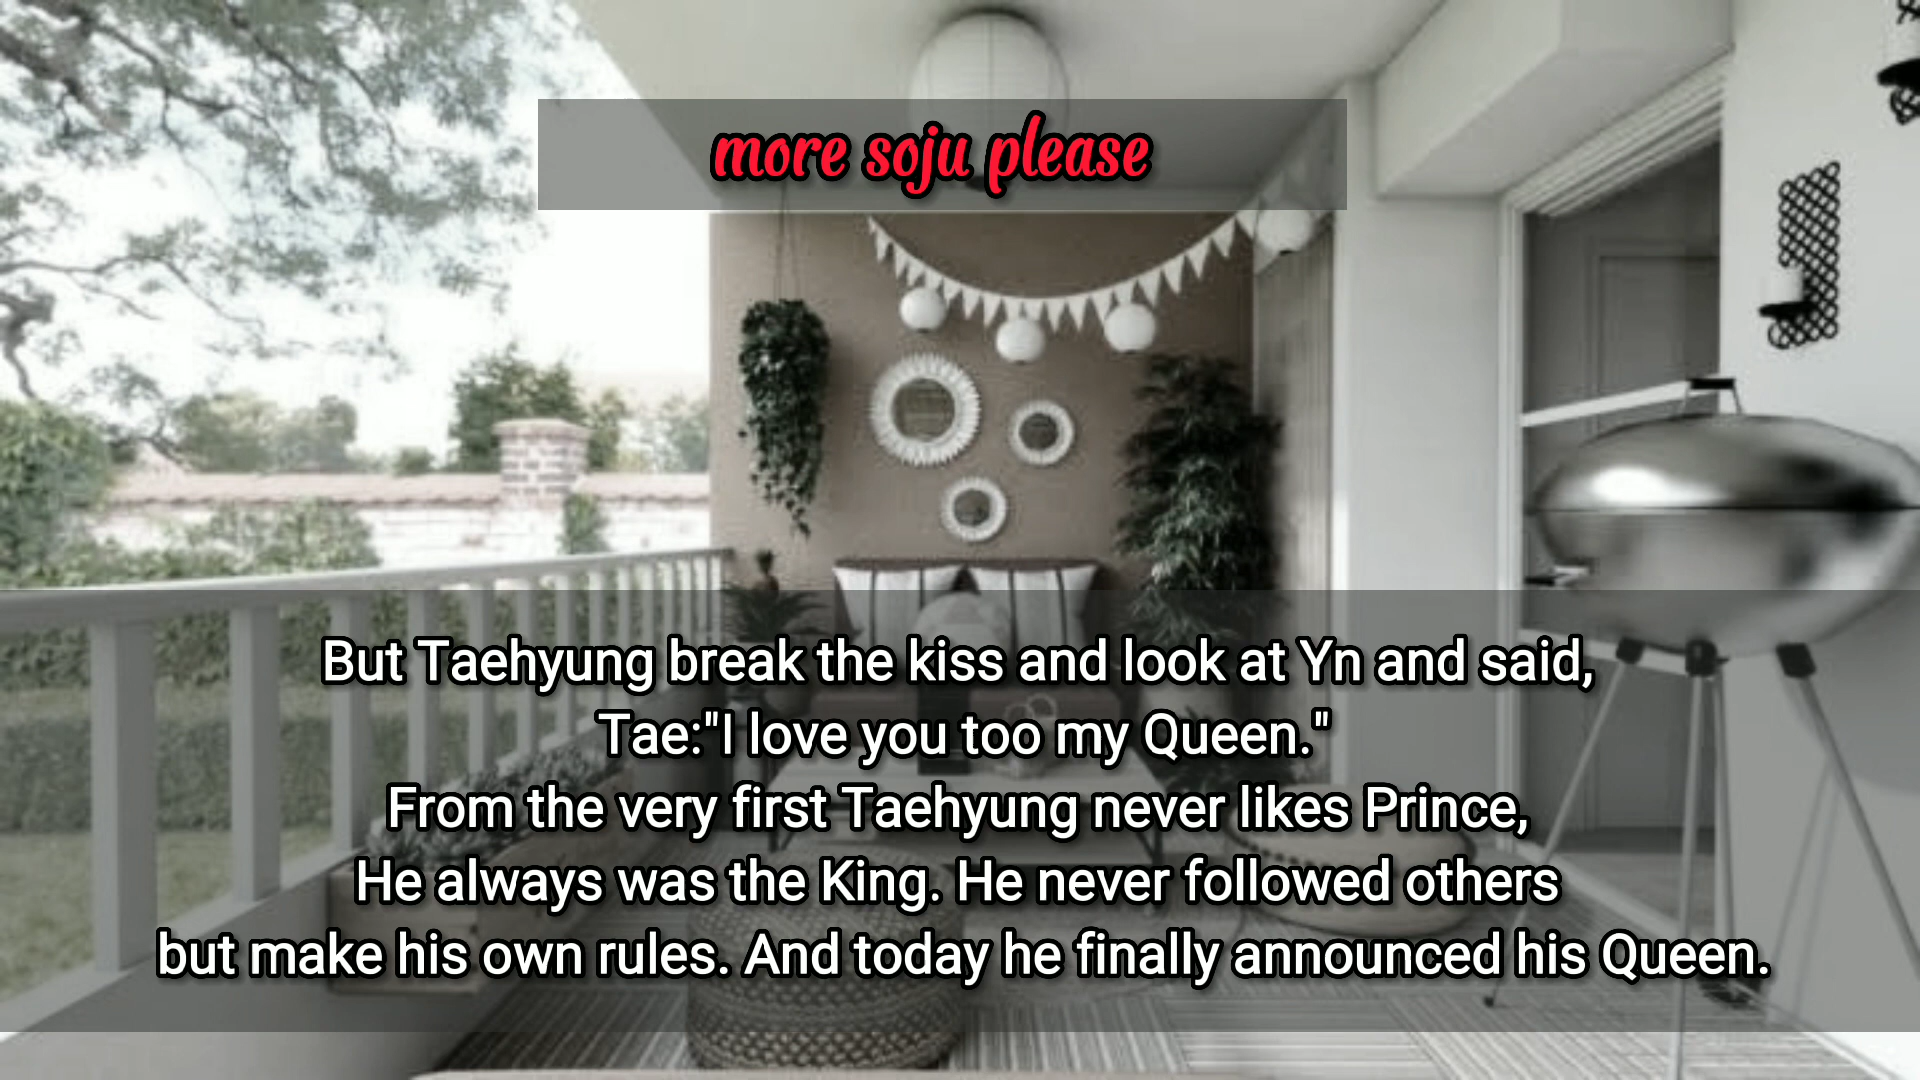 more soju please
But Taehyung break the kiss and look at Yn and said,
Tae:"I love you too my Queen."
From the very first Taehyung never likes Prince,
He always was the King. He never followed others
but make his own rules. And today he finally announced his Queen.